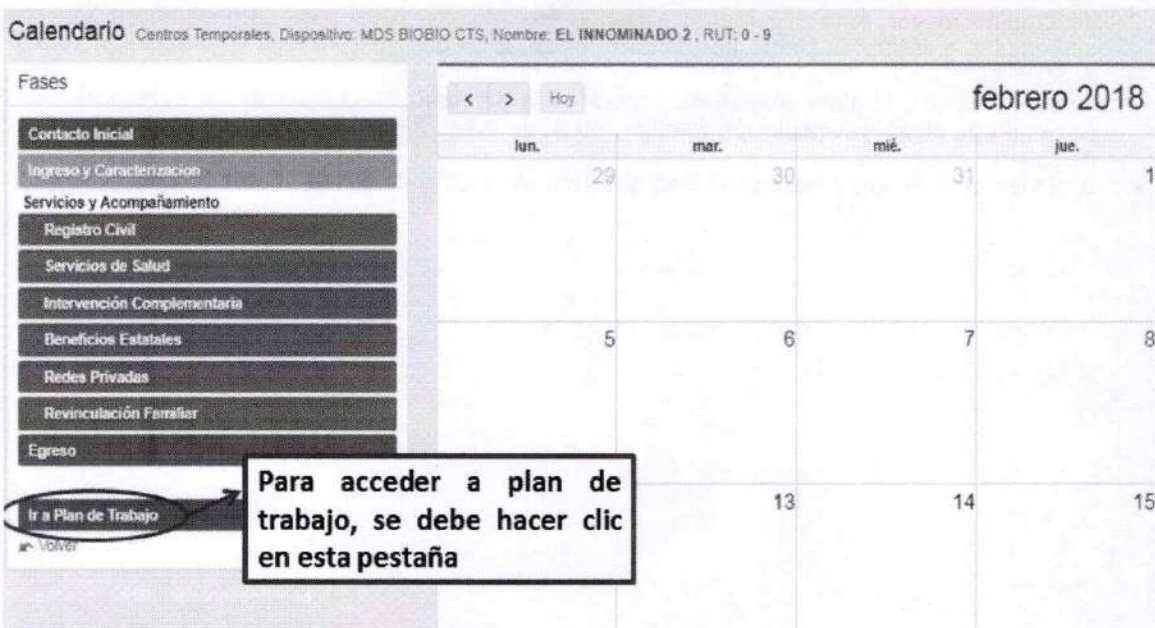 Calendario Centros Temporales, Dispositivo: MDS BIOBIO CTS, Nombre: EL INNOMINADO 2 , RUT: 0 - 9
Fases
Contacto Inicial
Ingreso y Caracterizacion
Servicios y Acompañamiento
Registro Civil
Servicios de Salud
Intervención Complementaria
Beneficios Estatales
Redes Privadas
Revinculación Familiar
Egreso
Ir a Plan de Trabajo
Volver
Para acceder a plan de
trabajo, se debe hacer clic
en esta pestaña
< > Hoy
febrero 2018
lun. mar. mié. jue.
29 30 31 1
5 6 7 8
13 14 15